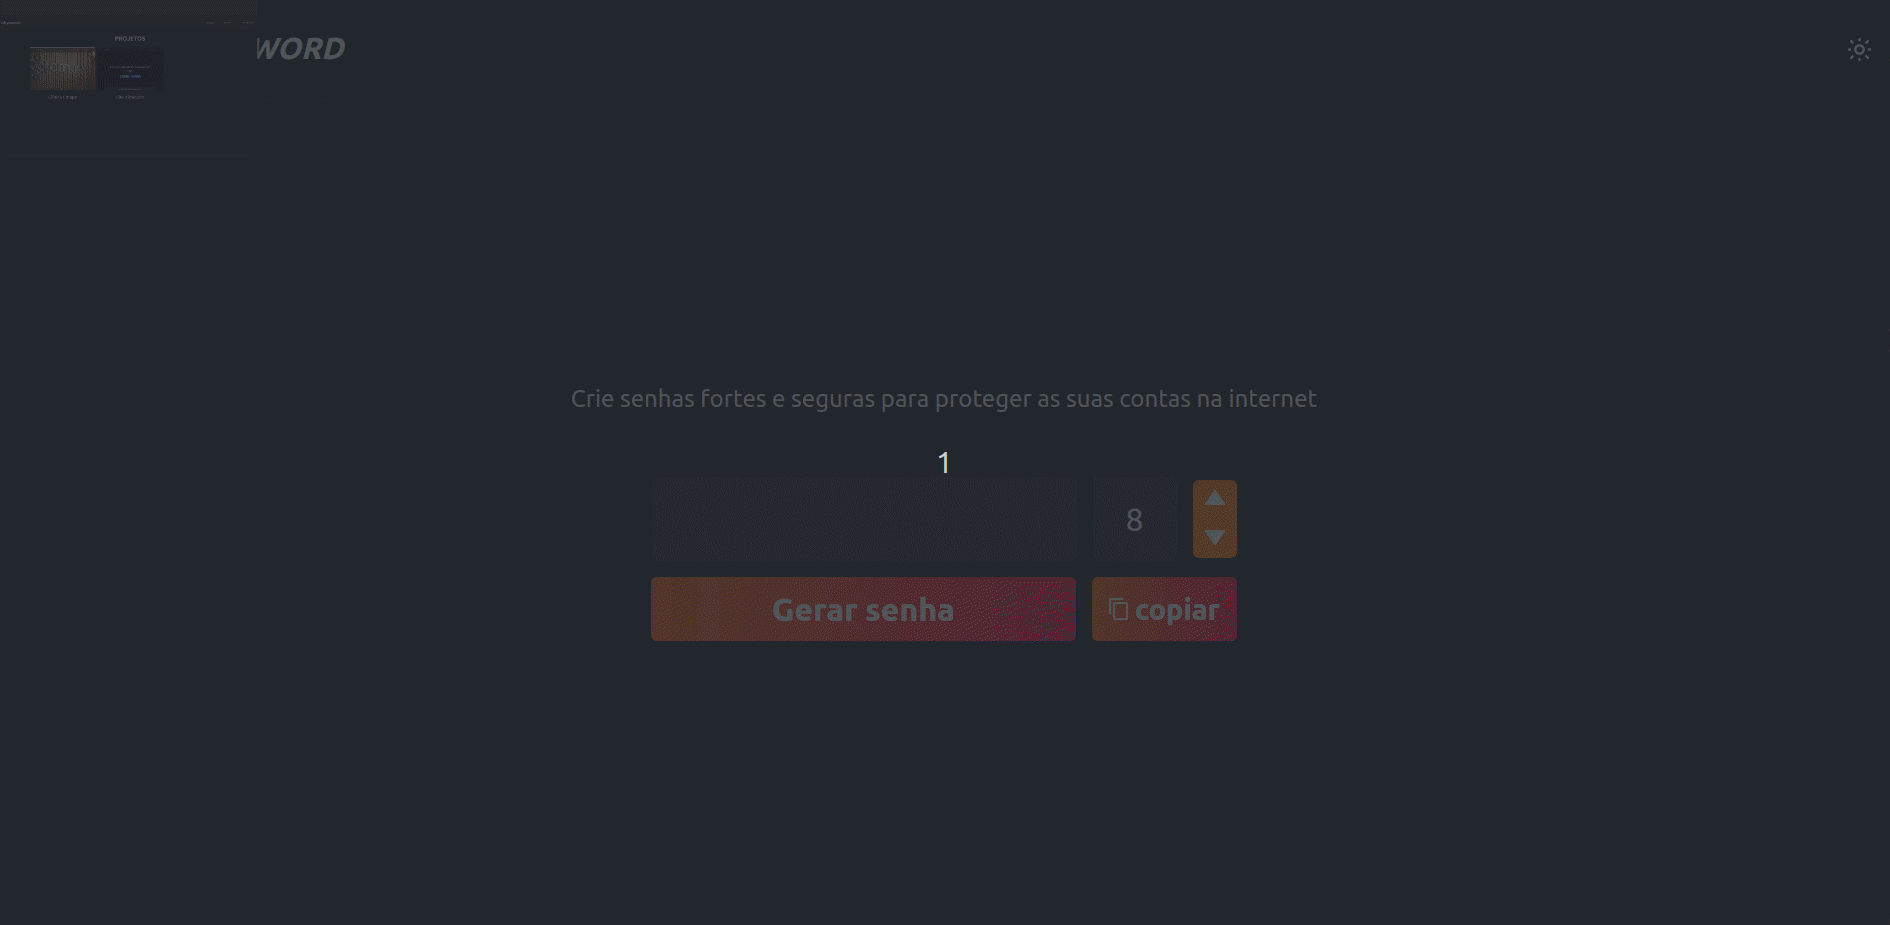 WORD
PROJETOS
Crie senhas fortes e seguras para proteger as suas contas na internet
1
8
Gerar senha
copiar